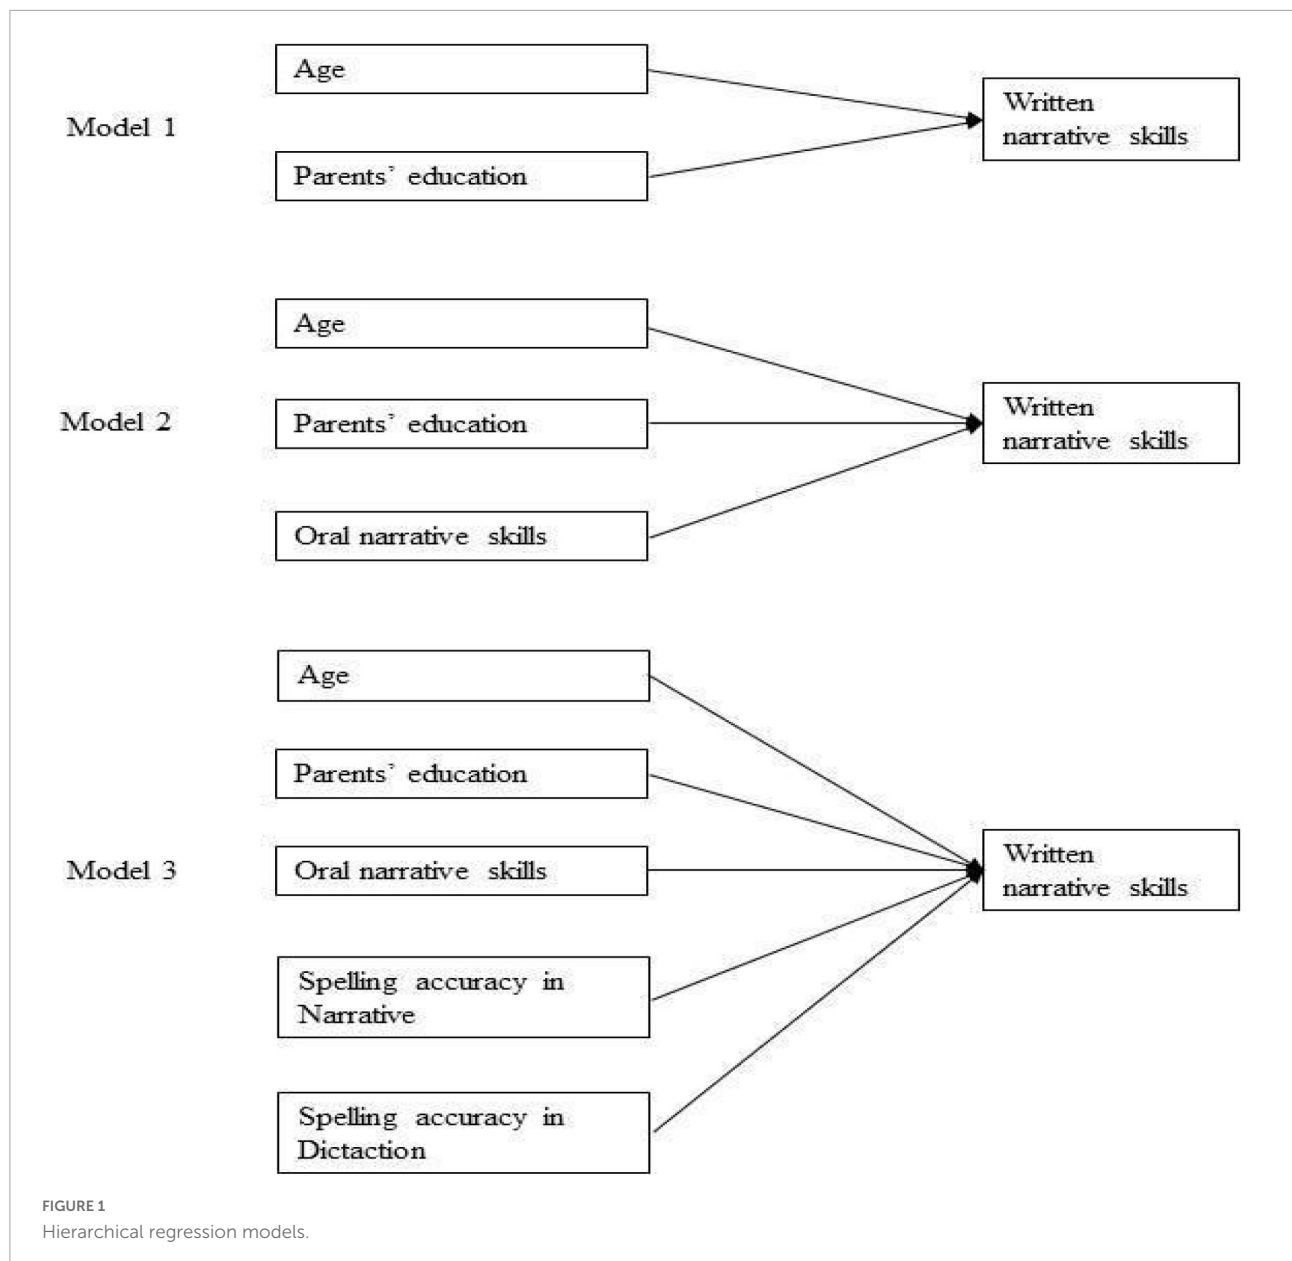 Age
Model 1
Parents’ education
Written
narrative skills
Age
Model 2
Parents’ education
Oral narrative skills
Written
narrative skills
Age
Parents’ education
Model 3
Oral narrative skills
Spelling accuracy in
Narrative
Spelling accuracy in
Dictaction
Written
narrative skills
FIGURE 1
Hierarchical regression models.